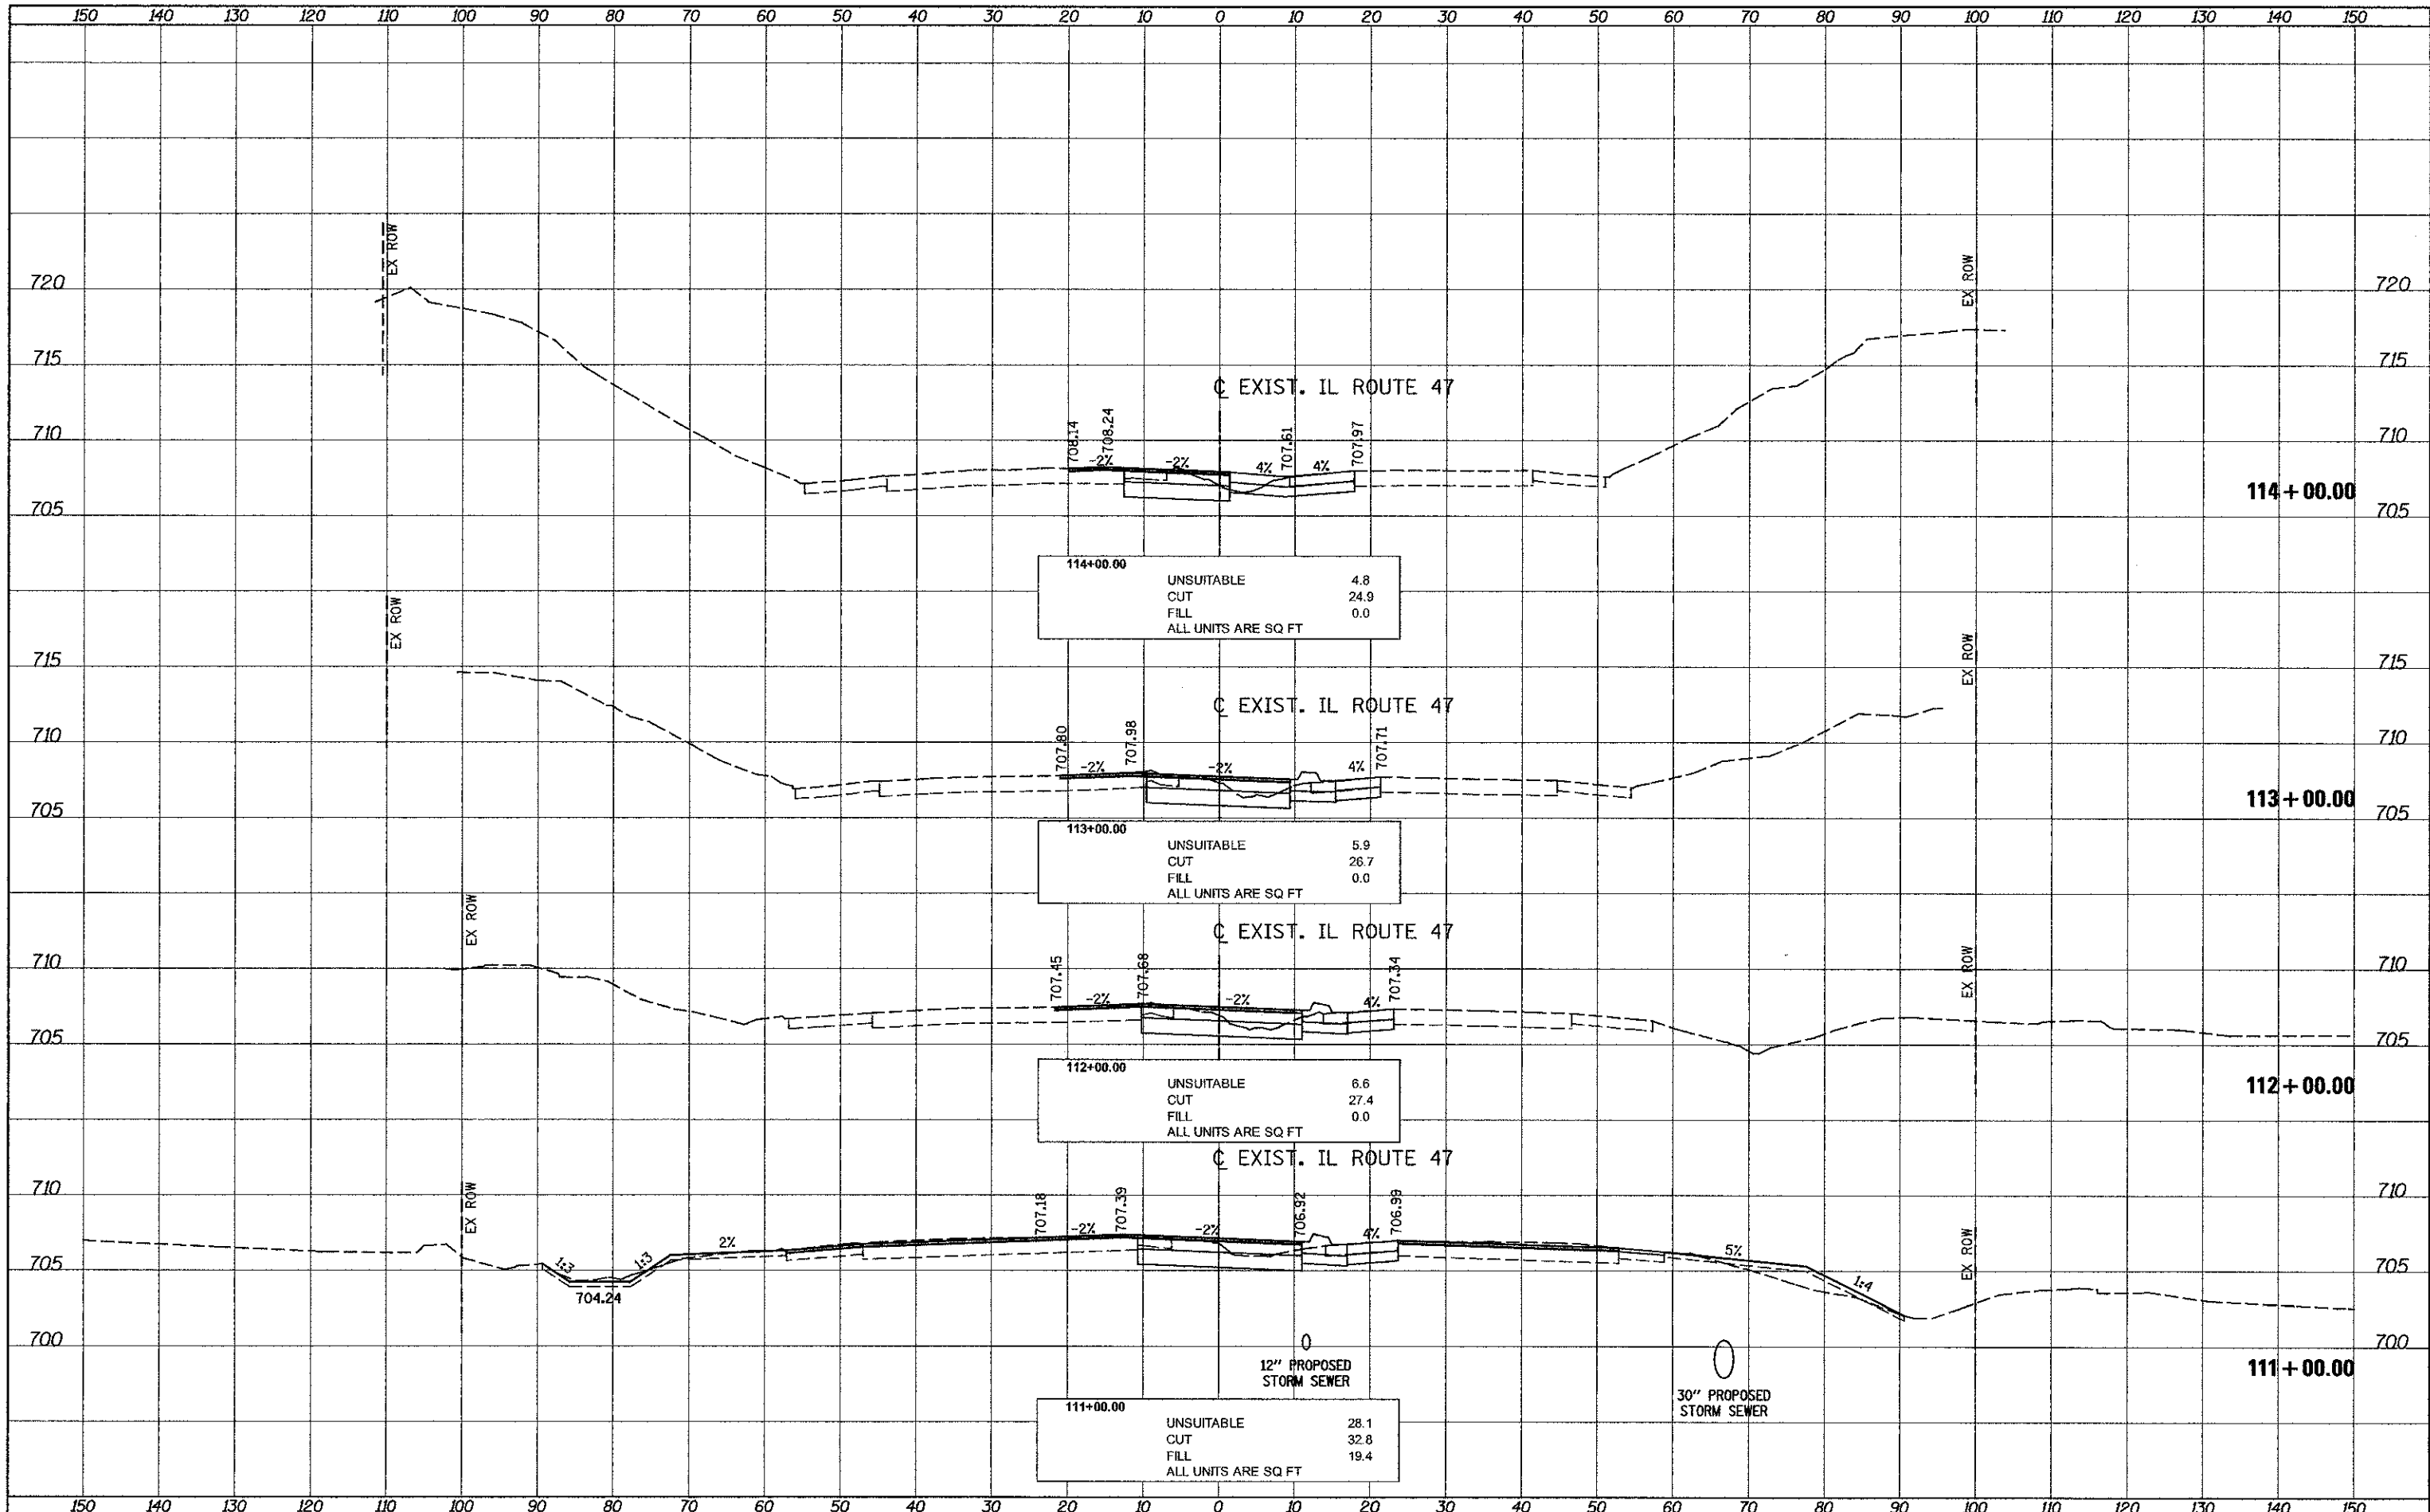 150 140 130 120 110 100 90 80 70 60 50 40 30 20 10 0 10 20 30 40 50 60 70 80 90 100 110 120 130 140 150
EX ROW
EX ROW
720 720
715 715
℄ EXIST. IL ROUTE 47
710 708.14 708.24 707.61 707.97 710
-2% -2% 4% 4%
114+00.00
705 705
114+00.00
UNSUITABLE 4.8
CUT 24.9
FILL 0.0
ALL UNITS ARE SQ FT
EX ROW
EX ROW
715 715
℄ EXIST. IL ROUTE 47
710 707.80 707.98 707.71 710
-2% -2% 4%
113+00.00
705 705
113+00.00
UNSUITABLE 5.9
CUT 26.7
FILL 0.0
ALL UNITS ARE SQ FT
EX ROW
℄ EXIST. IL ROUTE 47
EX ROW
710 707.45 707.68 707.34 710
-2% -2% 4%
705 705
112+00.00
112+00.00
UNSUITABLE 6.6
CUT 27.4
FILL 0.0
ALL UNITS ARE SQ FT
℄ EXIST. IL ROUTE 47
710 710
EX ROW 707.18 707.39 706.92 706.99 EX ROW
1:3 1:3 2% -2% -2% 4% 5% 1:4
705 705
704.24
700 700
12" PROPOSED
STORM SEWER
111+00.00
30" PROPOSED
STORM SEWER
111+00.00
UNSUITABLE 28.1
CUT 32.8
FILL 19.4
ALL UNITS ARE SQ FT
150 140 130 120 110 100 90 80 70 60 50 40 30 20 10 0 10 20 30 40 50 60 70 80 90 100 110 120 130 140 150